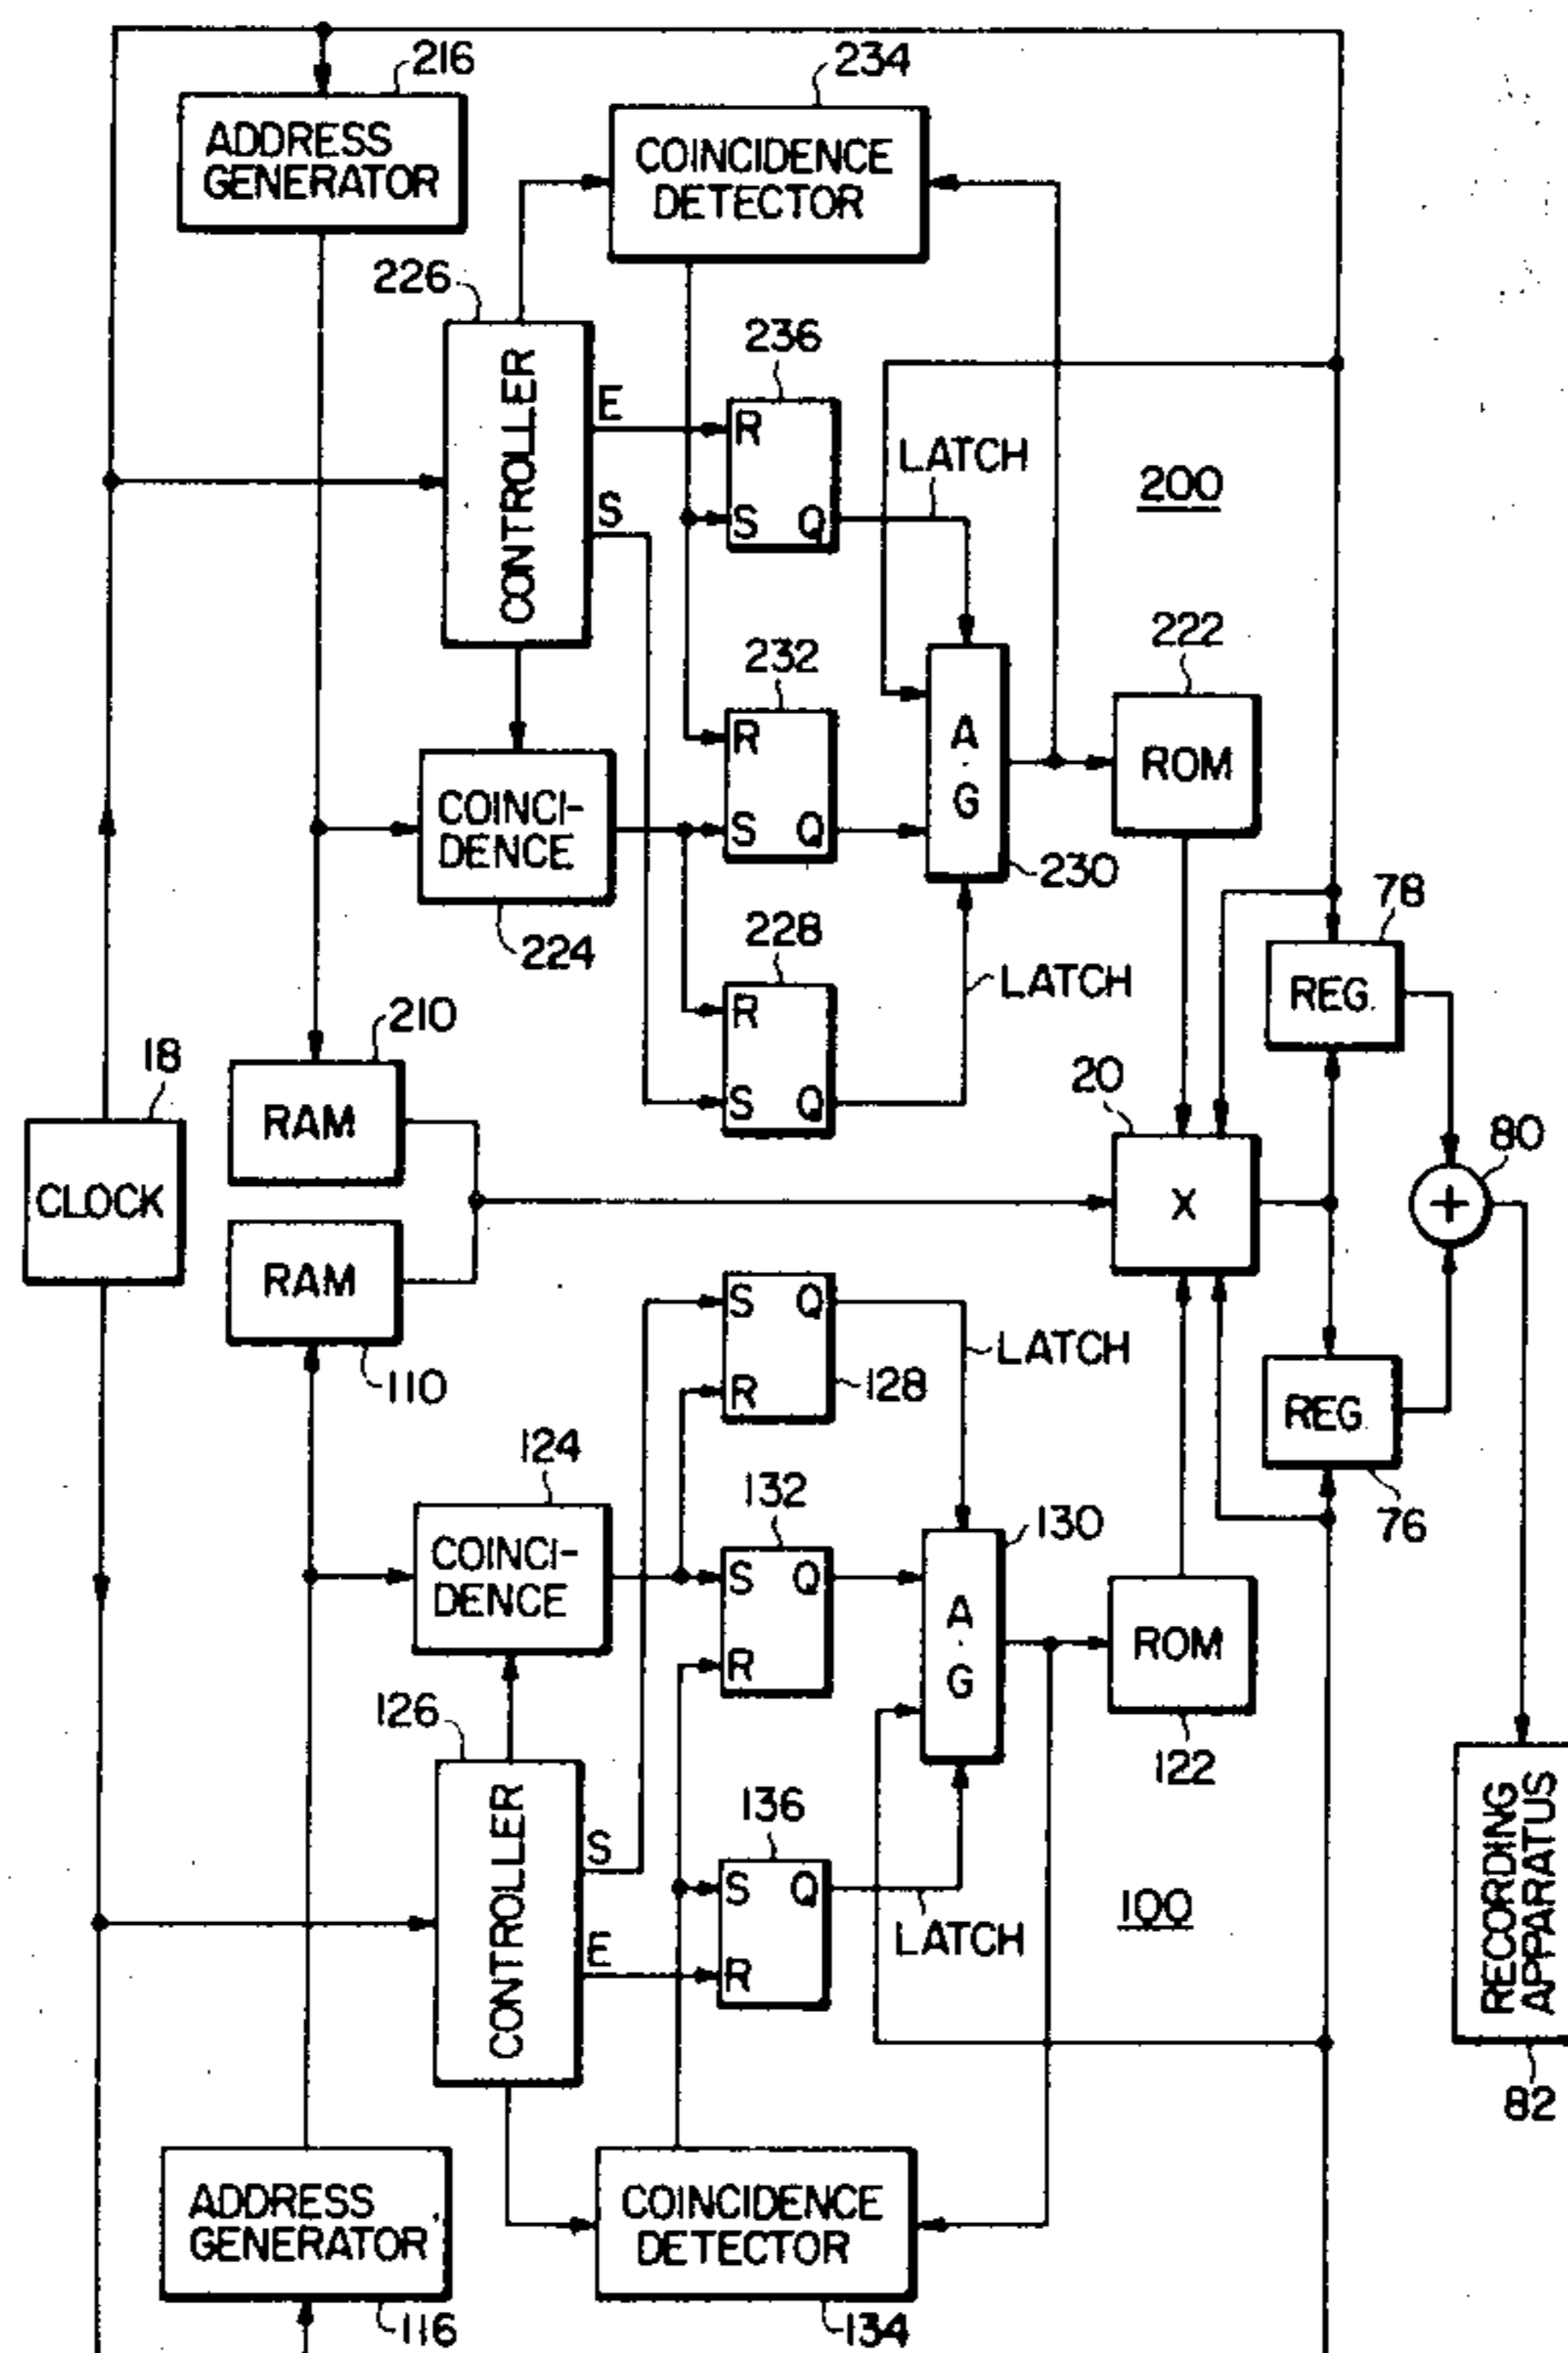 216
234
ADDRESS
GENERATOR
COINCIDENCE
DETECTOR
226
236
CONTROLLER
E
R
LATCH
200
S
S
Q
232
222
R
A
·
G
ROM
COINCI-
DENCE
S
Q
230
78
224
228
LATCH
REG.
R
210
18
20
80
RAM
S
Q
CLOCK
X
+
RAM
S
Q
LATCH
110
R
128
REG
124
132
130
76
COINCI-
DENCE
S
Q
A
·
G
ROM
R
126
122
136
CONTROLLER
S
S
Q
100
RECORDING
APPARATUS
LATCH
E
R
82
ADDRESS
GENERATOR
COINCIDENCE
DETECTOR
116
134